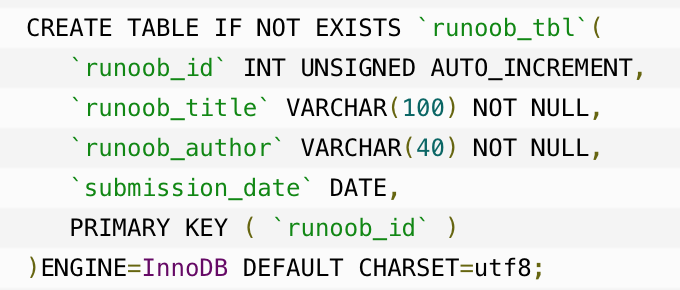 CREATE TABLE IF NOT EXISTS `runoob_tbl`(
   `runoob_id` INT UNSIGNED AUTO_INCREMENT,
   `runoob_title` VARCHAR(100) NOT NULL,
   `runoob_author` VARCHAR(40) NOT NULL,
   `submission_date` DATE,
   PRIMARY KEY ( `runoob_id` )
)ENGINE=InnoDB DEFAULT CHARSET=utf8;